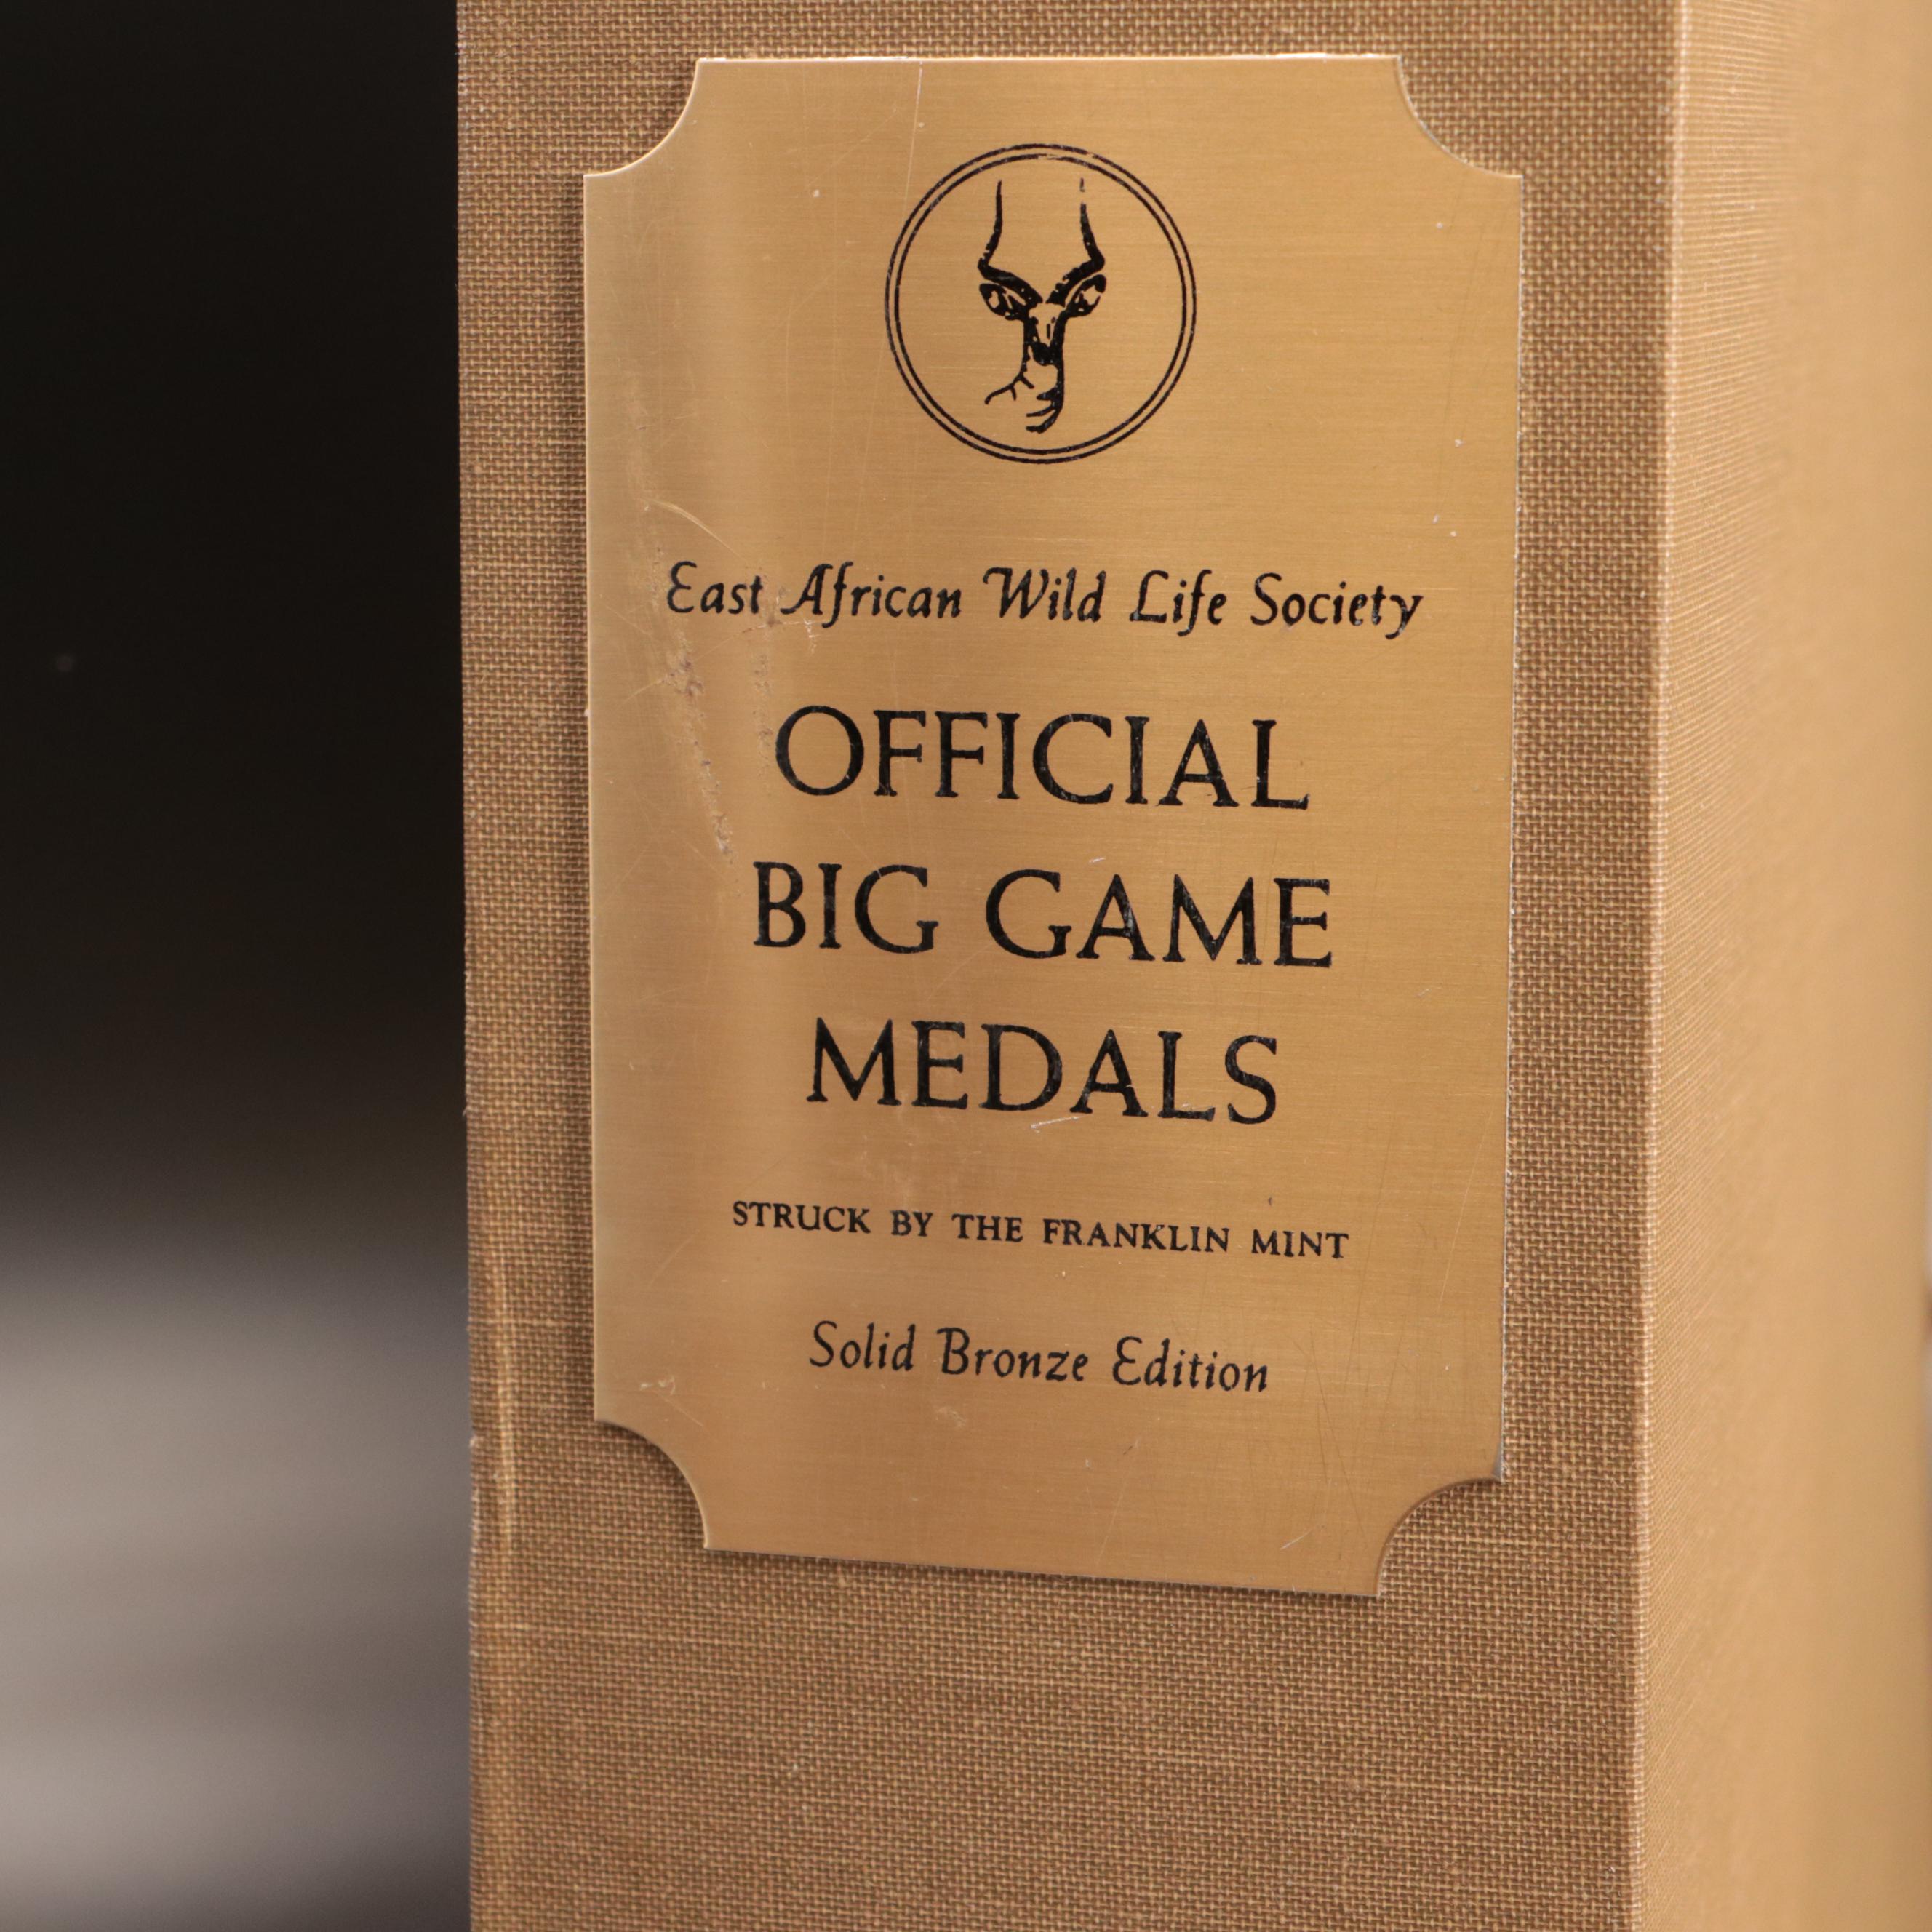 East African Wild Life Society
OFFICIAL
BIG GAME
MEDALS
STRUCK BY THE FRANKLIN MINT
Solid Bronze Edition